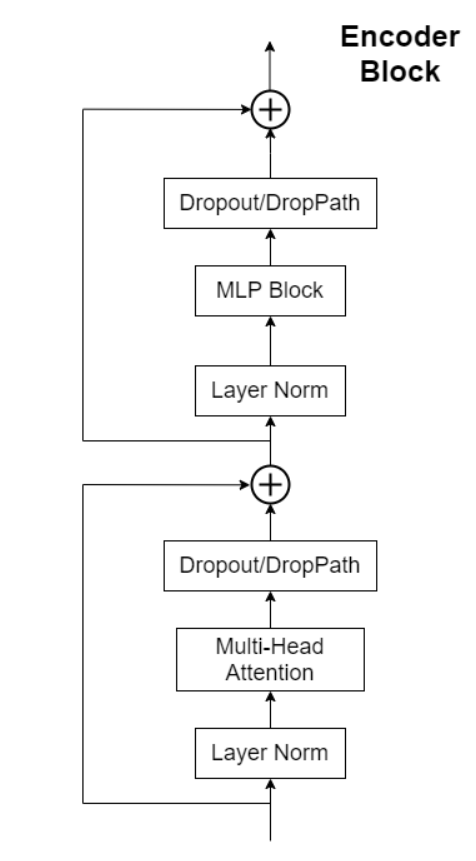 Encoder
Block
Dropout/DropPath
MLP Block
Layer Norm
Dropout/DropPath
Multi-Head
Attention
Layer Norm